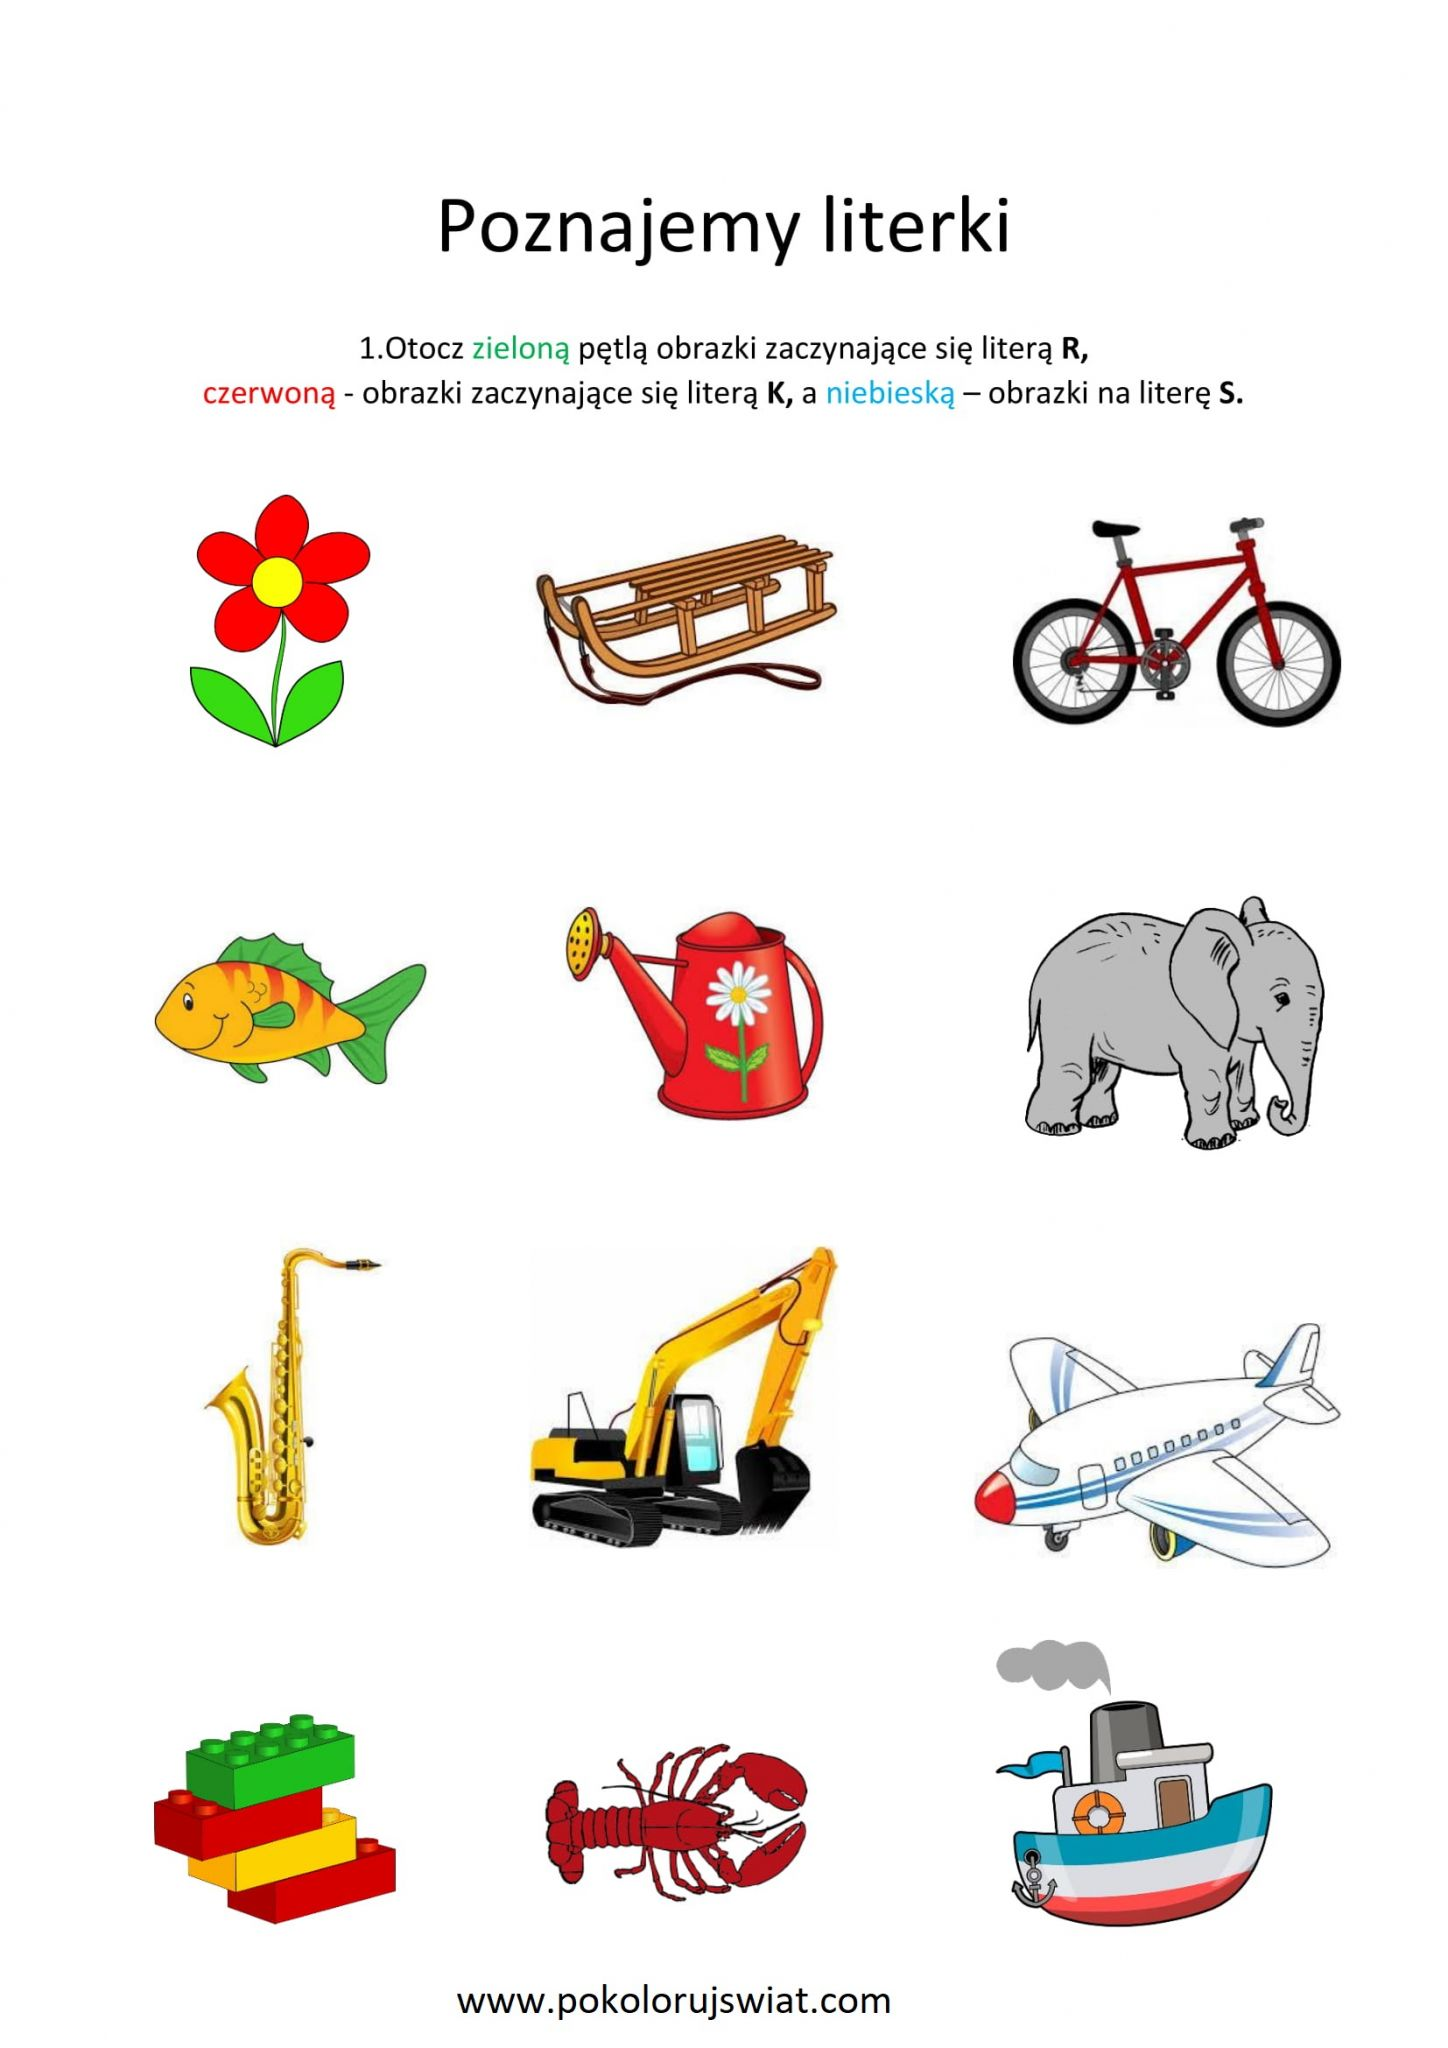 Poznajemy literki
1.Otocz zieloną pętlą obrazki zaczynające się literą R,
czerwoną - obrazki zaczynające się literą K, a niebieską – obrazki na literę S.
www.pokolorujswiat.com